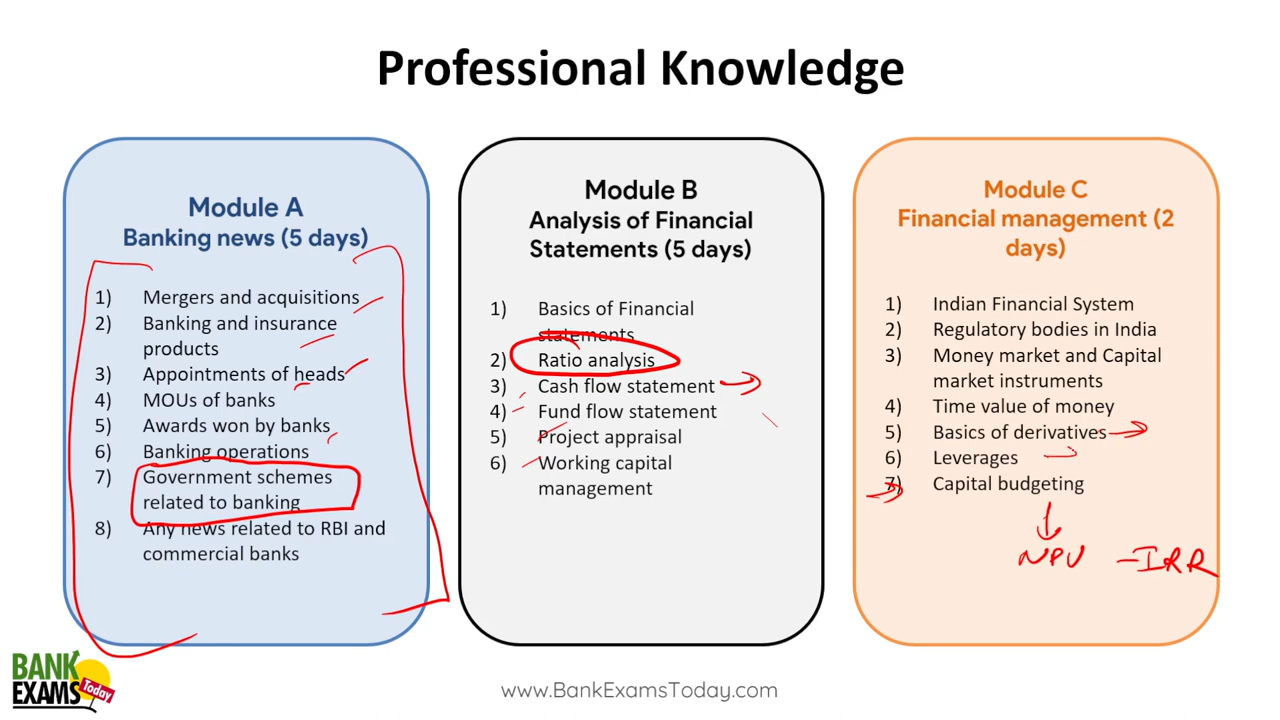 Professional Knowledge
Module A
Banking news (5 days)
1) Mergers and acquisitions
2) Banking and insurance
products
3) Appointments of heads
4) MOUs of banks
5) Awards won by banks
6) Banking operations
7) Government schemes
related to banking
8) Any news related to RBI and
commercial banks
Module B
Analysis of Financial
Statements (5 days)
1) Basics of Financial
statements
2) Ratio analysis
3) Cash flow statement
4) Fund flow statement
5) Project appraisal
6) Working capital
management
Module C
Financial management (2
days)
1) Indian Financial System
2) Regulatory bodies in India
3) Money market and Capital
market instruments
4) Time value of money
5) Basics of derivatives
6) Leverages
7) Capital budgeting
NPV - IRR
BANK
EXAMS Today
www.BankExamsToday.com